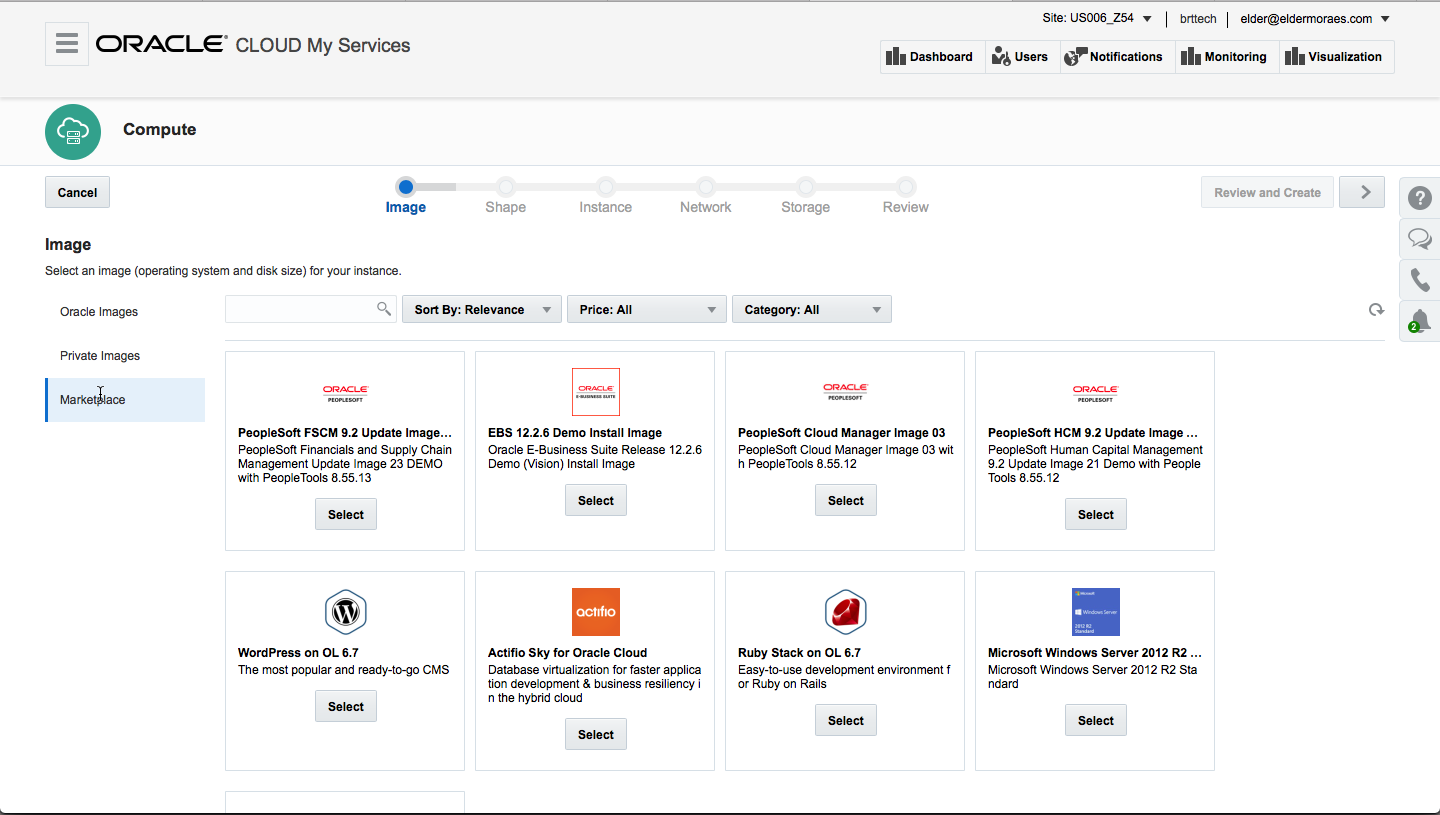 Site: US006_Z54
brttech
elder@eldermoraes.com
ORACLE® CLOUD My Services
Dashboard
Users
Notifications
Monitoring
Visualization
Compute
Cancel
Image
Shape
Instance
Network
Storage
Review
Review and Create
Image
Select an image (operating system and disk size) for your instance.
Oracle Images
Private Images
Marketplace
Sort By: Relevance
Price: All
Category: All
?
2
ORACLE®
PEOPLESOFT
PeopleSoft FSCM 9.2 Update Image...
PeopleSoft Financials and Supply Chain
Management Update Image 23 DEMO
with PeopleTools 8.55.13
Select
ORACLE®
E-BUSINESS SUITE
EBS 12.2.6 Demo Install Image
Oracle E-Business Suite Release 12.2.6
Demo (Vision) Install Image
Select
ORACLE®
PEOPLESOFT
PeopleSoft Cloud Manager Image 03
PeopleSoft Cloud Manager Image 03 wit
h PeopleTools 8.55.12
Select
ORACLE®
PEOPLESOFT
PeopleSoft HCM 9.2 Update Image ...
PeopleSoft Human Capital Management
9.2 Update Image 21 Demo with People
Tools 8.55.12
Select
WordPress on OL 6.7
The most popular and ready-to-go CMS
Select
actifio
Actifio Sky for Oracle Cloud
Database virtualization for faster applica
tion development & business resiliency i
n the hybrid cloud
Select
Ruby Stack on OL 6.7
Easy-to-use development environment f
or Ruby on Rails
Select
Microsoft
Windows Server
2012 R2
Standard
Microsoft Windows Server 2012 R2 ...
Microsoft Windows Server 2012 R2 Sta
ndard
Select